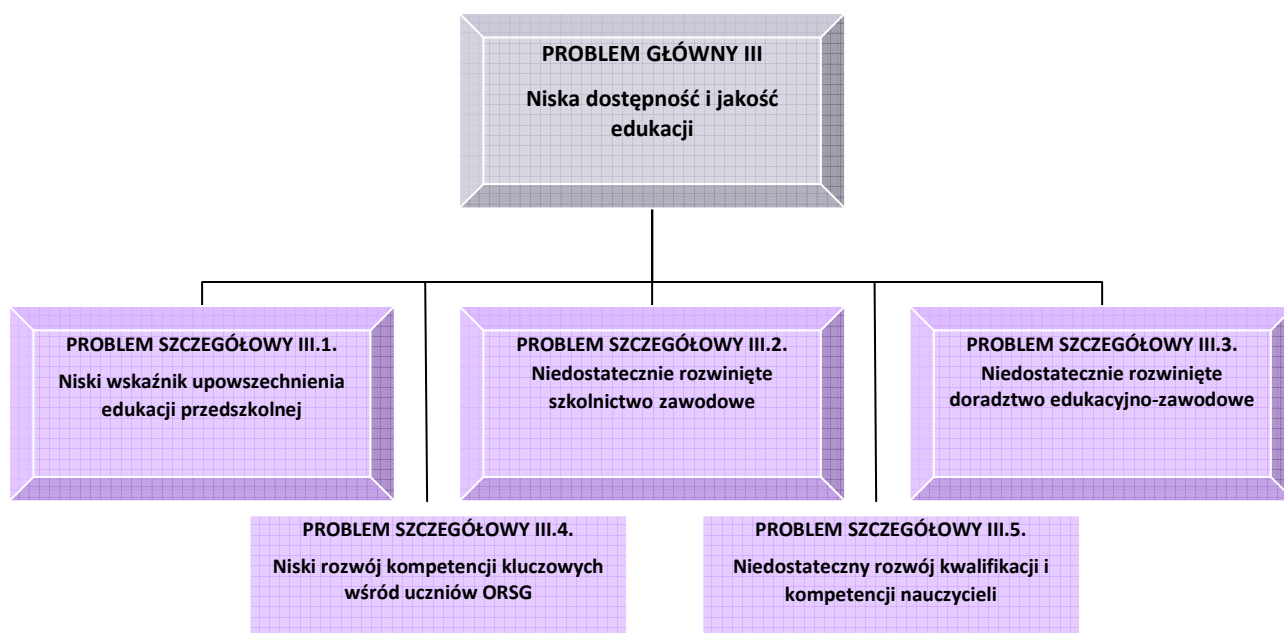 PROBLEM GŁÓWNY III
Niska dostępność i jakość
edukacji
PROBLEM SZCZEGÓŁOWY III.1.
Niski wskaźnik upowszechnienia
edukacji przedszkolnej
PROBLEM SZCZEGÓŁOWY III.2.
Niedostatecznie rozwinięte
szkolnictwo zawodowe
PROBLEM SZCZEGÓŁOWY III.3.
Niedostatecznie rozwinięte
doradztwo edukacyjno-zawodowe
PROBLEM SZCZEGÓŁOWY III.4.
Niski rozwój kompetencji kluczowych
wśród uczniów ORSG
PROBLEM SZCZEGÓŁOWY III.5.
Niedostateczny rozwój kwalifikacji i
kompetencji nauczycieli